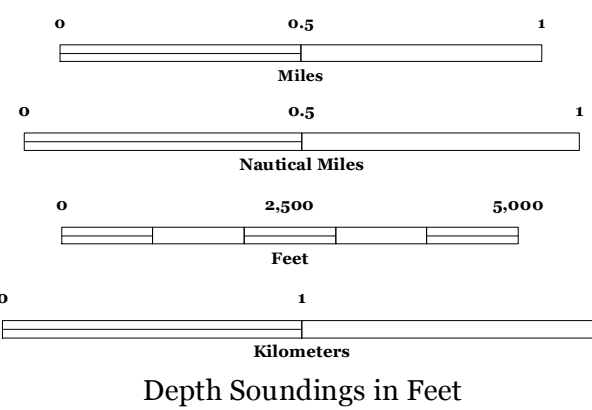 0 0.5 1
Miles
0 0.5 1
Nautical Miles
0 2,500 5,000
Feet
0 1
Kilometers
Depth Soundings in Feet